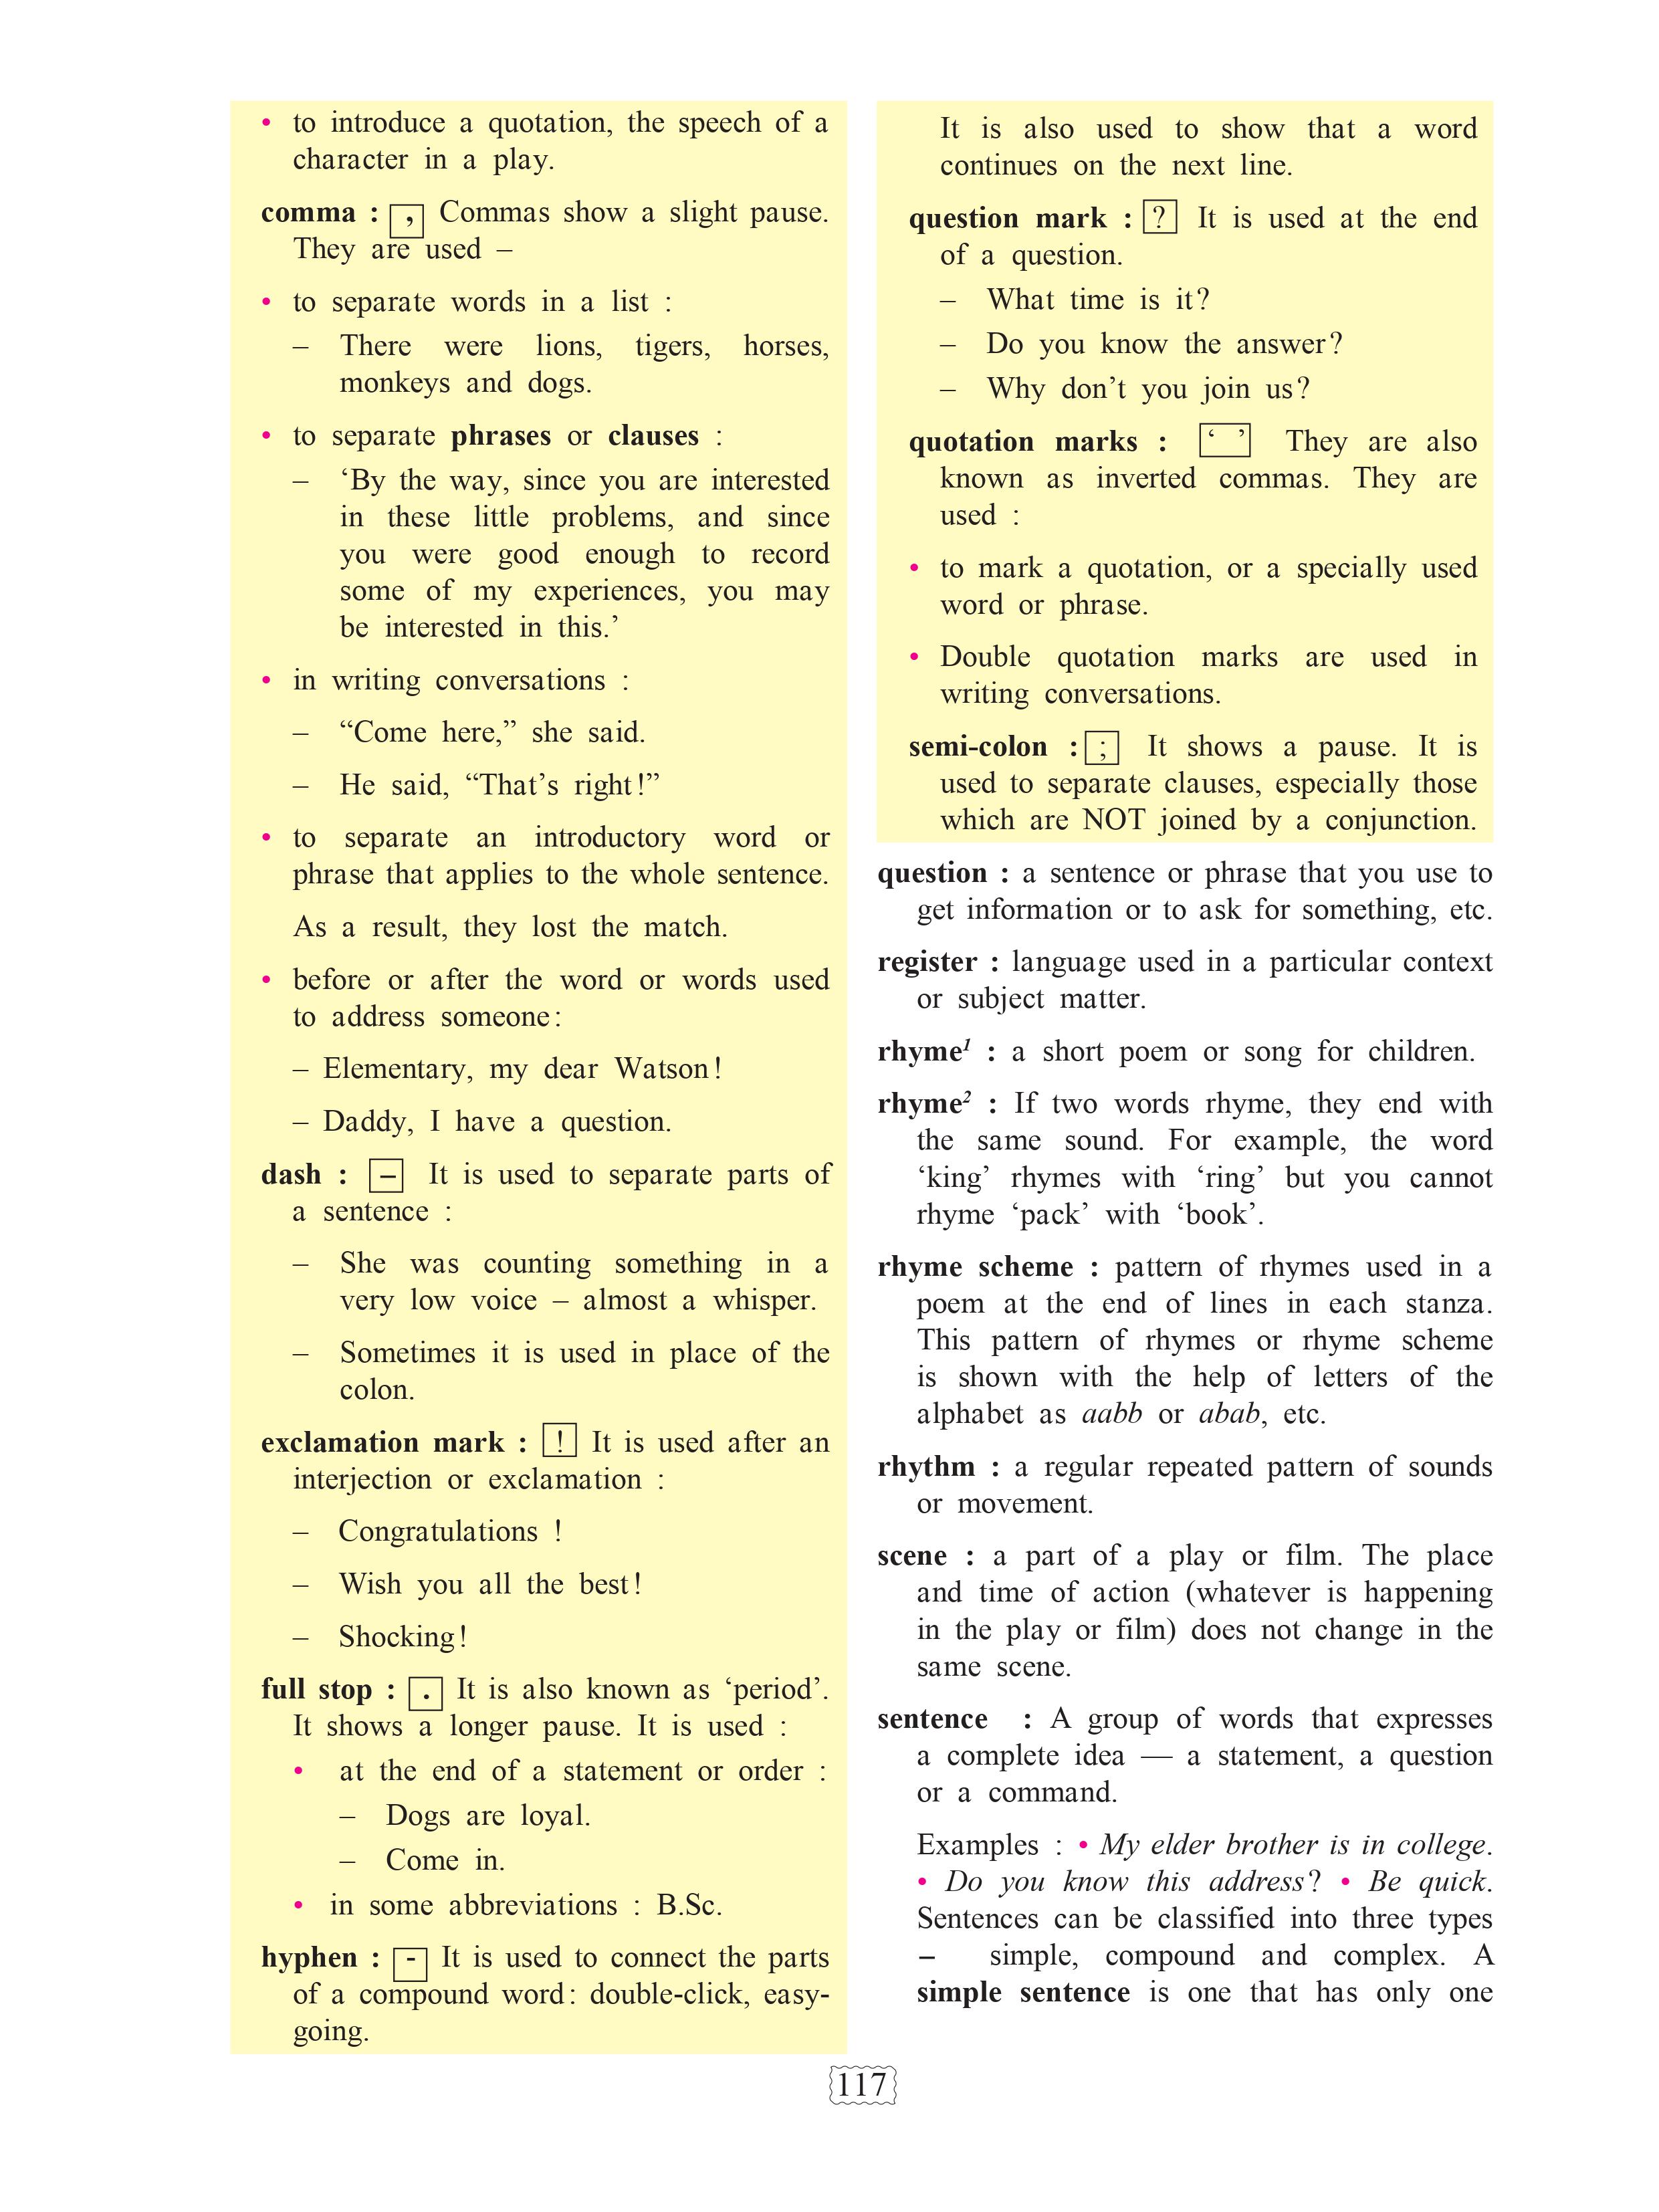 • to introduce a quotation, the speech of a
character in a play.
comma : , Commas show a slight pause.
They are used –
• to separate words in a list :
– There were lions, tigers, horses,
monkeys and dogs.
• to separate phrases or clauses :
– ‘By the way, since you are interested
in these little problems, and since
you were good enough to record
some of my experiences, you may
be interested in this.’
• in writing conversations :
– “Come here,” she said.
– He said, “That’s right!”
• to separate an introductory word or
phrase that applies to the whole sentence.
As a result, they lost the match.
• before or after the word or words used
to address someone:
– Elementary, my dear Watson!
– Daddy, I have a question.
dash : – It is used to separate parts of
a sentence :
– She was counting something in a
very low voice – almost a whisper.
– Sometimes it is used in place of the
colon.
exclamation mark : ! It is used after an
interjection or exclamation :
– Congratulations !
– Wish you all the best!
– Shocking!
full stop : . It is also known as ‘period’.
It shows a longer pause. It is used :
• at the end of a statement or order :
– Dogs are loyal.
– Come in.
• in some abbreviations : B.Sc.
hyphen : - It is used to connect the parts
of a compound word: double-click, easy-
going.
It is also used to show that a word
continues on the next line.
question mark : ? It is used at the end
of a question.
– What time is it?
– Do you know the answer?
– Why don’t you join us?
quotation marks : ‘ ’ They are also
known as inverted commas. They are
used :
• to mark a quotation, or a specially used
word or phrase.
• Double quotation marks are used in
writing conversations.
semi-colon : ; It shows a pause. It is
used to separate clauses, especially those
which are NOT joined by a conjunction.
question : a sentence or phrase that you use to
get information or to ask for something, etc.
register : language used in a particular context
or subject matter.
rhyme1 : a short poem or song for children.
rhyme2 : If two words rhyme, they end with
the same sound. For example, the word
‘king’ rhymes with ‘ring’ but you cannot
rhyme ‘pack’ with ‘book’.
rhyme scheme : pattern of rhymes used in a
poem at the end of lines in each stanza.
This pattern of rhymes or rhyme scheme
is shown with the help of letters of the
alphabet as aabb or abab, etc.
rhythm : a regular repeated pattern of sounds
or movement.
scene : a part of a play or film. The place
and time of action (whatever is happening
in the play or film) does not change in the
same scene.
sentence : A group of words that expresses
a complete idea — a statement, a question
or a command.
Examples : • My elder brother is in college.
• Do you know this address? • Be quick.
Sentences can be classified into three types
– simple, compound and complex. A
simple sentence is one that has only one
117